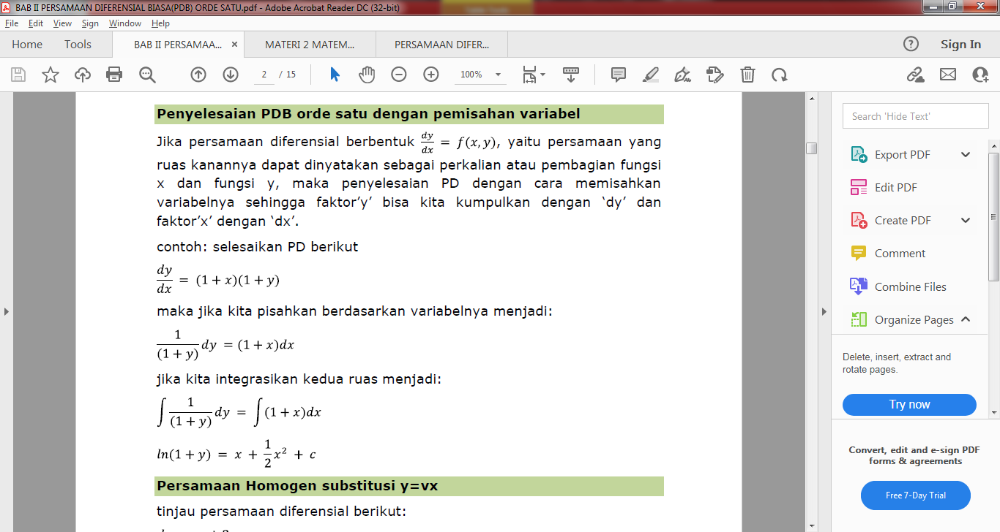 BAB II PERSAMAAN DIFERENSIAL BIASA(PDB) ORDE SATU.pdf - Adobe Acrobat Reader DC (32-bit)
File Edit View Sign Window Help
Home Tools BAB II PERSAMAA... × MATERI 2 MATEM... PERSAMAAN DIFER... ? Sign In
2 / 15 100%
Penyelesaian PDB orde satu dengan pemisahan variabel
Jika persamaan diferensial berbentuk dy/dx = f(x,y), yaitu persamaan yang
ruas kanannya dapat dinyatakan sebagai perkalian atau pembagian fungsi
x dan fungsi y, maka penyelesaian PD dengan cara memisahkan
variabelnya sehingga faktor’y’ bisa kita kumpulkan dengan ‘dy’ dan
faktor’x’ dengan ‘dx’.
contoh: selesaikan PD berikut
dy/dx = (1 + x)(1 + y)
maka jika kita pisahkan berdasarkan variabelnya menjadi:
1/(1 + y) dy = (1 + x)dx
jika kita integrasikan kedua ruas menjadi:
∫ 1/(1 + y) dy = ∫(1 + x)dx
ln(1 + y) = x + 1/2 x² + c
Persamaan Homogen substitusi y=vx
tinjau persamaan diferensial berikut:
Search 'Hide Text'
Export PDF
Edit PDF
Create PDF
Comment
Combine Files
Organize Pages
Delete, insert, extract and
rotate pages.
Try now
Convert, edit and e-sign PDF
forms & agreements
Free 7-Day Trial